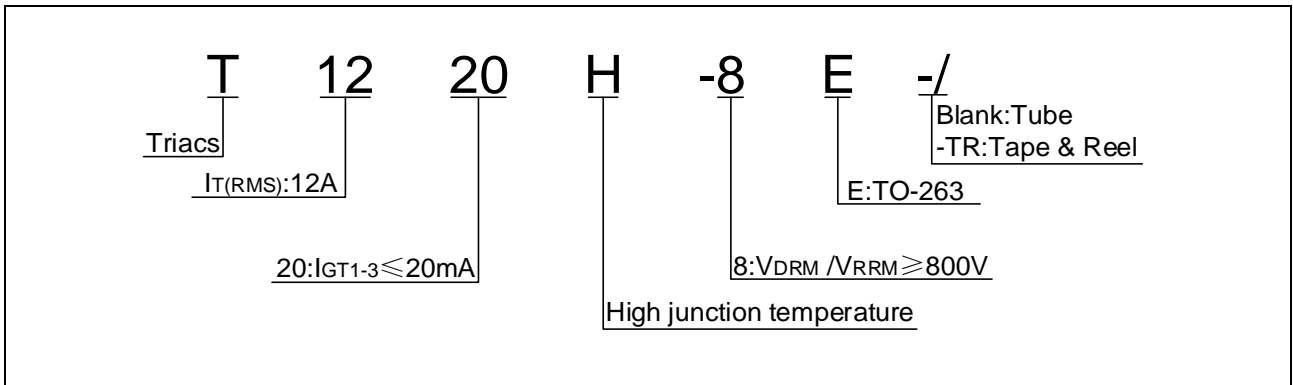 T 12 20 H -8 E -/
Blank:Tube
-TR:Tape & Reel
Triacs
IT(RMS):12A
E:TO-263
20:IGT1-3≤20mA
8:VDRM /VRRM≥800V
High junction temperature